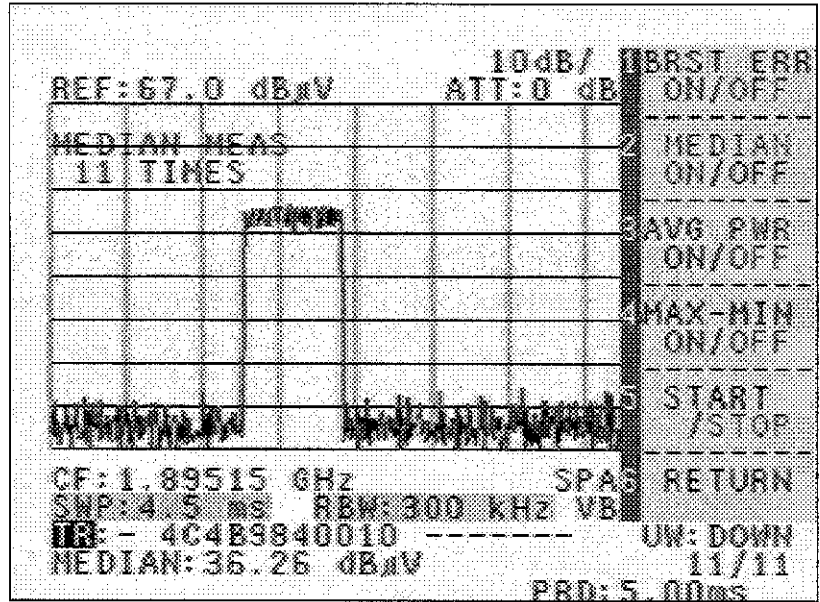 10dB/
REF:67.0 dBµV ATT:0 dB
MEDIAN MEAS
11 TIMES
1 BRST ERR
ON/OFF
2 MEDIA
ON/OFF
3 AVG PWR
ON/OFF
4 MAX-MIN
ON/OFF
5 START
/STOP
6 RETURN
CF:1.89515 GHz SPA
SWP:4.5 ms RBW:300 kHz VB
TR:- 4C4B9840010 ------- UW:DOWN
MEDIAN:36.26 dBµV 11/11
PRD:5.00ms